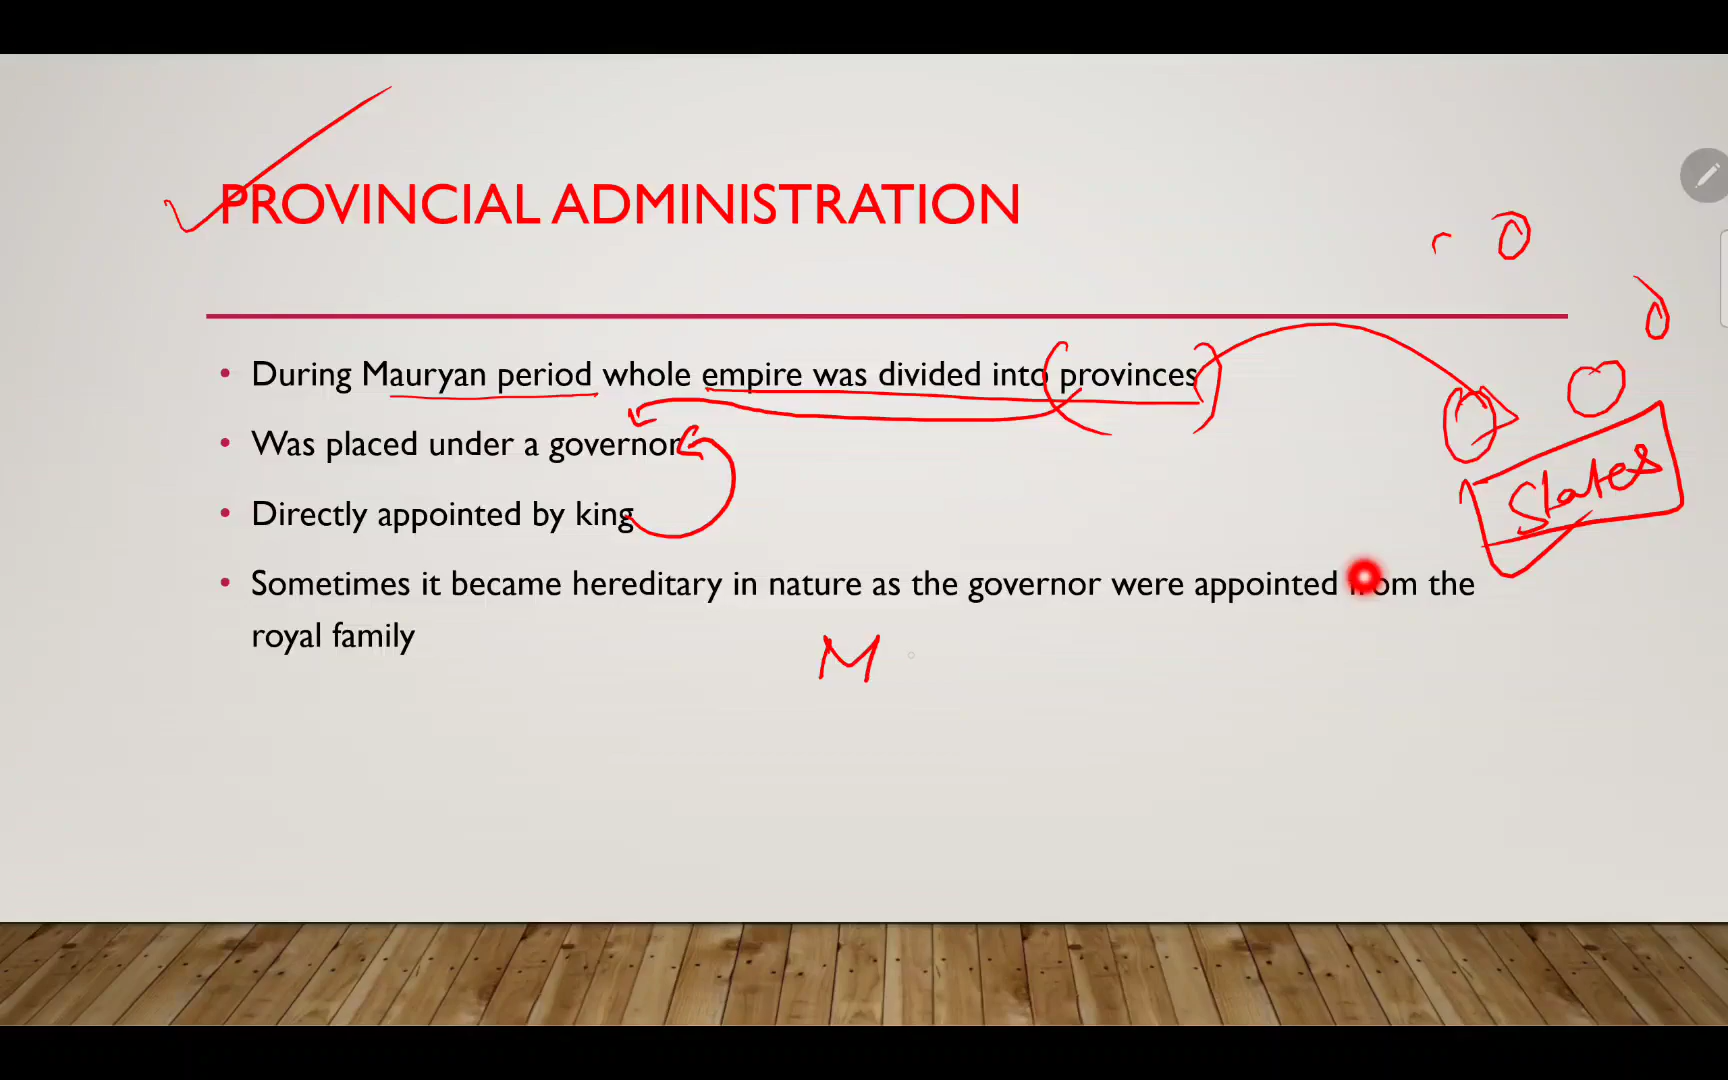 PROVINCIAL ADMINISTRATION
• During Mauryan period whole empire was divided into provinces
• Was placed under a governor
• Directly appointed by king
States
• Sometimes it became hereditary in nature as the governor were appointed from the
royal family
M